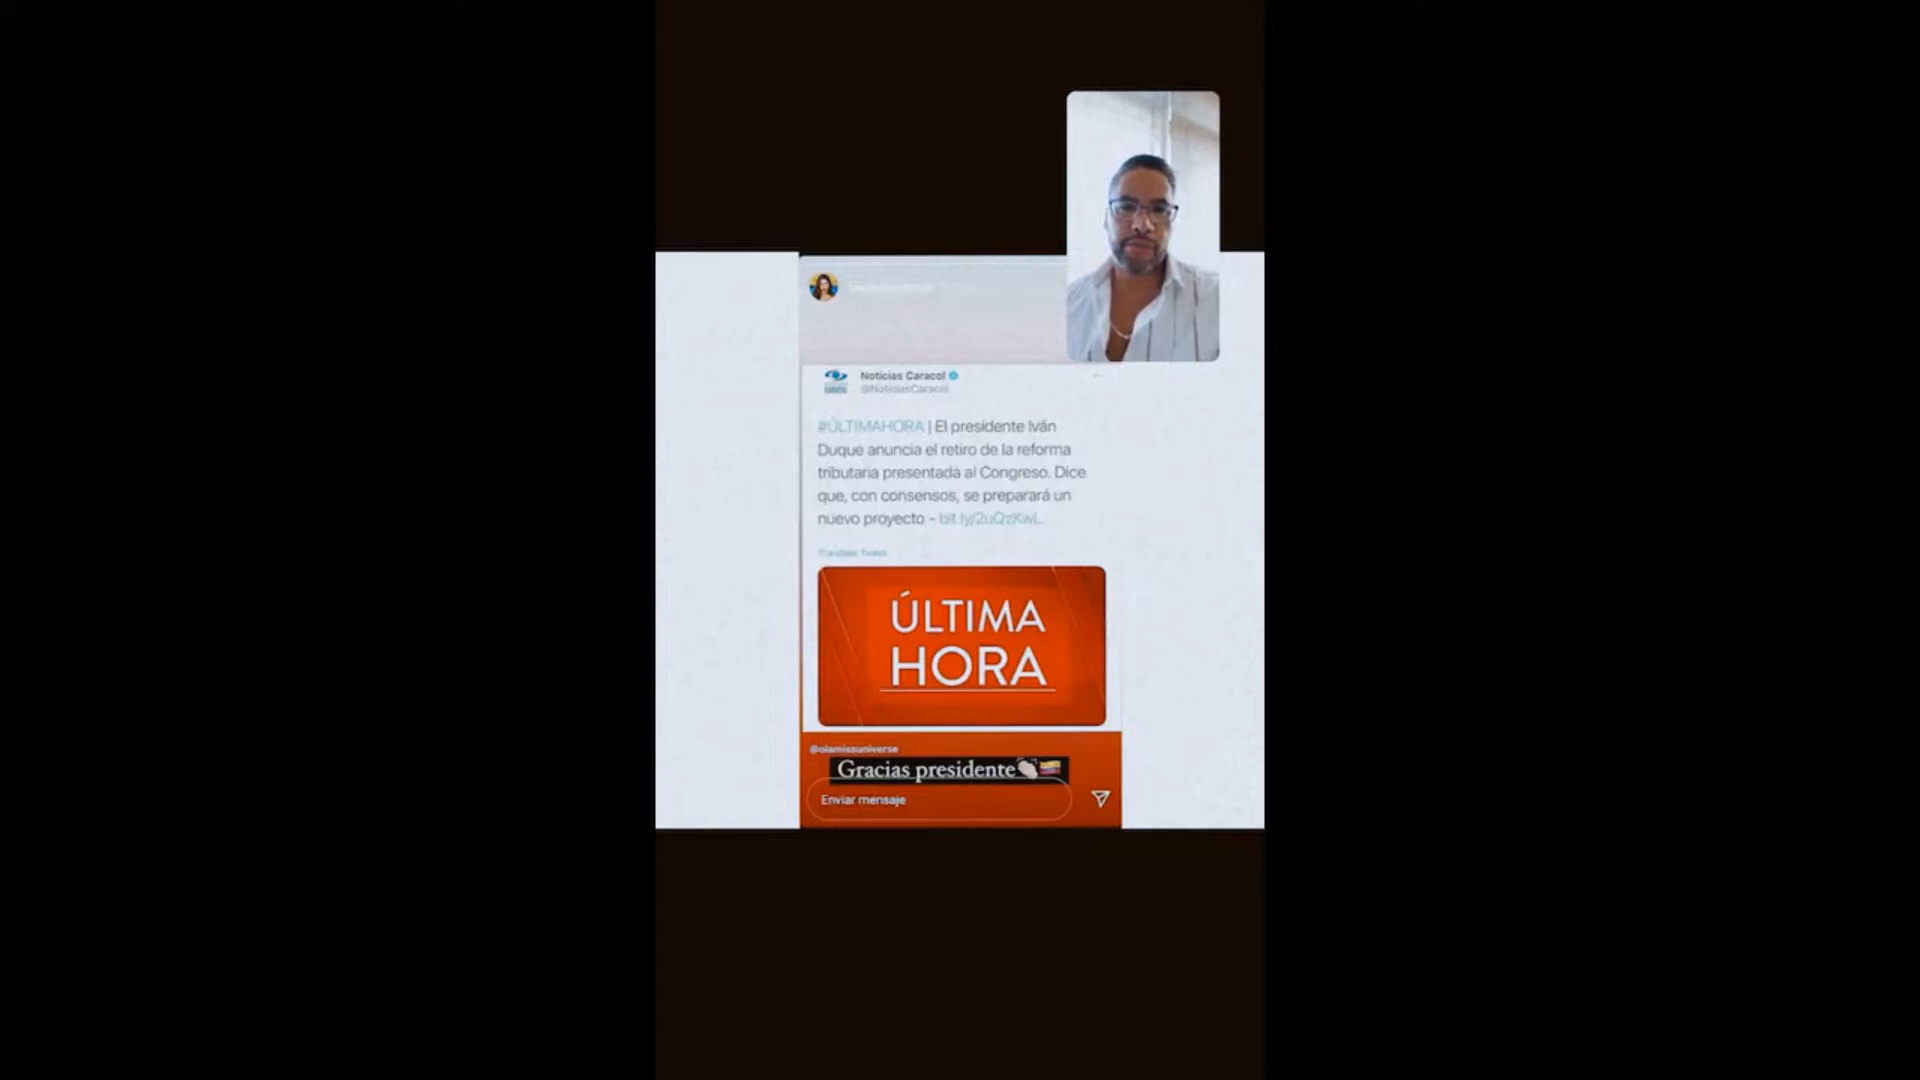 Noticias Caracol
@NoticiasCaracol
#ÚLTIMAHORA | El presidente Iván
Duque anuncia el retiro de la reforma
tributaria presentada al Congreso. Dice
que, con consensos, se preparará un
nuevo proyecto - bit.ly/2uQzKwL
Translate Tweet
ÚLTIMA
HORA
@olamissuniverse
Gracias presidente
Enviar mensaje